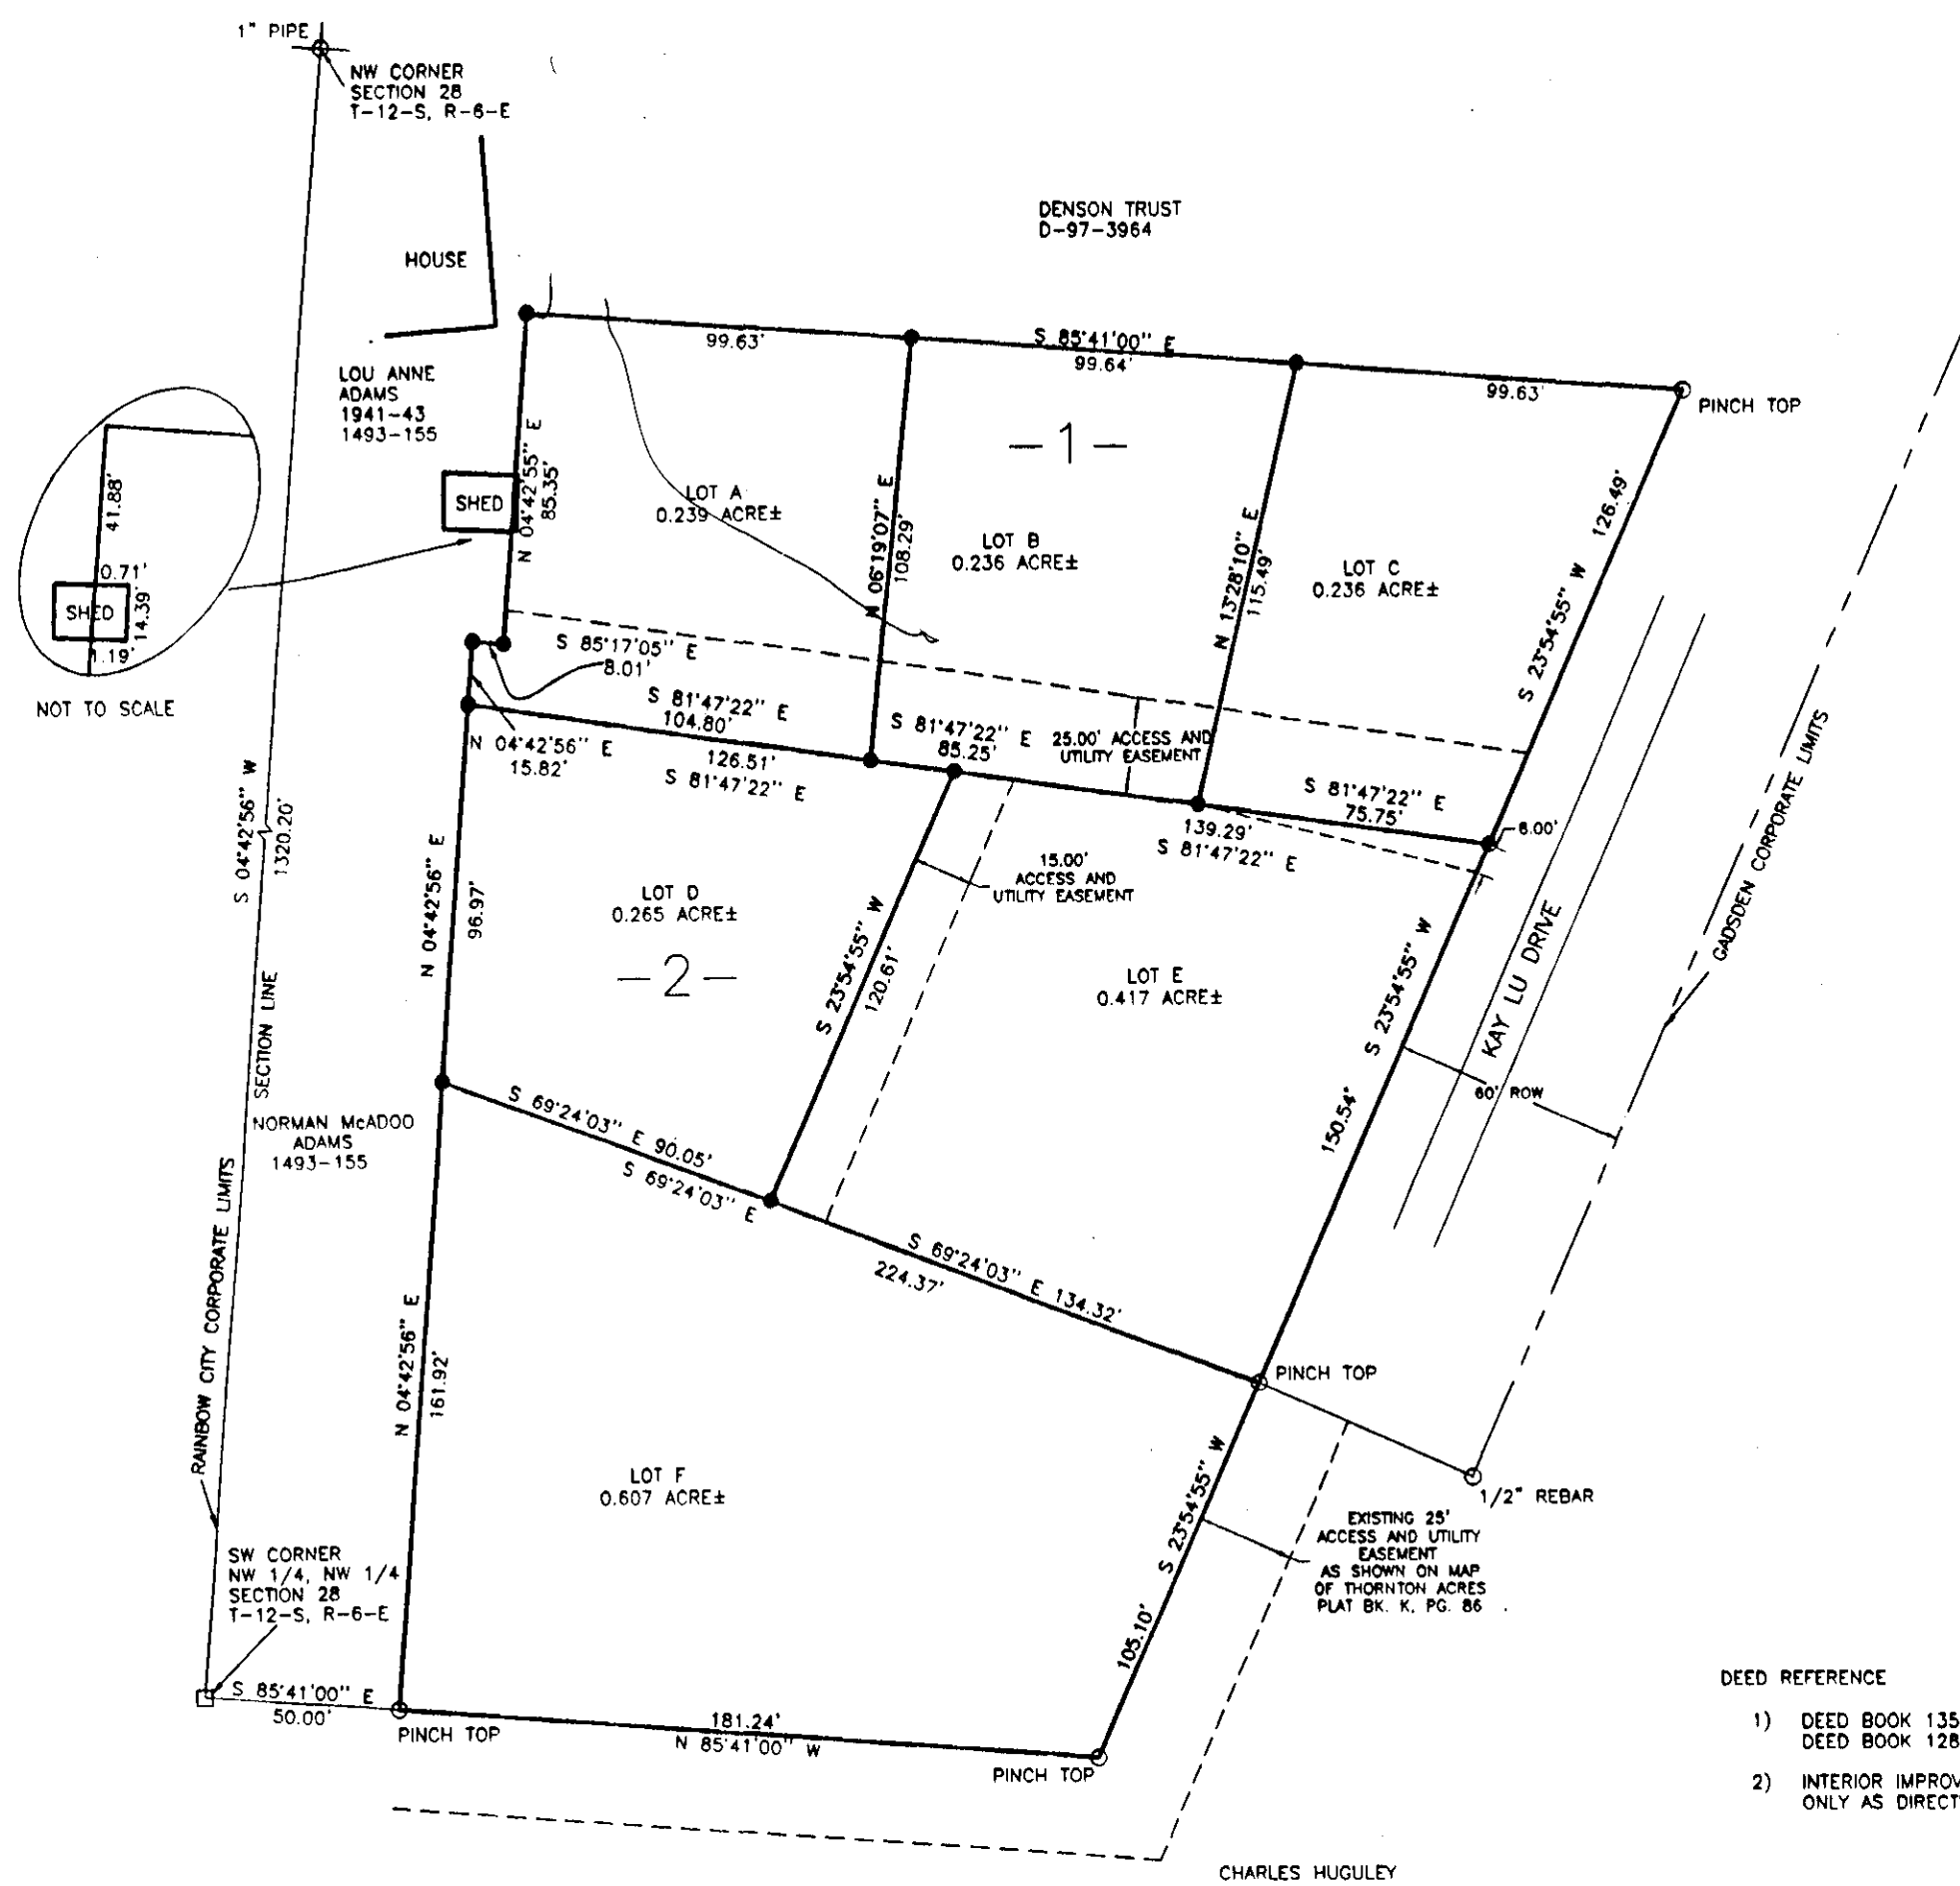 1" PIPE
NW CORNER
SECTION 28
T-12-S, R-6-E
DENSON TRUST
D-97-3964
HOUSE
99.63'
S 85°41'00" E
99.64'
99.63'
PINCH TOP
LOU ANNE
ADAMS
1941-43
1493-155
N 04°42'55" E
85.35'
SHED
41.88'
0.71'
SHED
14.39'
1.19'
NOT TO SCALE
-1-
LOT A
0.239 ACRE±
N 06°19'07" E
108.29'
LOT B
0.236 ACRE±
N 13°28'10" E
115.49'
LOT C
0.236 ACRE±
126.49'
S 23°54'55" W
S 85°17'05" E
8.01'
S 81°47'22" E
104.80'
126.51'
S 81°47'22" E
N 04°42'56" E
15.82'
S 81°47'22" E
85.25'
25.00' ACCESS AND
UTILITY EASEMENT
S 81°47'22" E
75.75'
139.29'
S 81°47'22" E
6.00'
GADSDEN CORPORATE LIMITS
S 04°42'56" W
1320.20'
SECTION LINE
N 04°42'56" E
96.97'
LOT D
0.265 ACRE±
-2-
15.00'
ACCESS AND
UTILITY EASEMENT
S 23°54'55" W
120.61'
LOT E
0.417 ACRE±
S 23°54'55" W
150.54'
KAY LU DRIVE
60' ROW
NORMAN McADOO
ADAMS
1493-155
S 69°24'03" E 90.05'
S 69°24'03" E
S 69°24'03" E 134.32'
224.37'
RAINBOW CITY CORPORATE LIMITS
N 04°42'56" E
161.92'
PINCH TOP
LOT F
0.607 ACRE±
S 23°54'55" W
105.10'
1/2" REBAR
EXISTING 25'
ACCESS AND UTILITY
EASEMENT
AS SHOWN ON MAP
OF THORNTON ACRES
PLAT BK. K, PG. 86
SW CORNER
NW 1/4, NW 1/4
SECTION 28
T-12-S, R-6-E
S 85°41'00" E
50.00'
PINCH TOP
181.24'
N 85°41'00" W
PINCH TOP
DEED REFERENCE
1) DEED BOOK 135
DEED BOOK 128
2) INTERIOR IMPROV
ONLY AS DIRECT
CHARLES HUGULEY